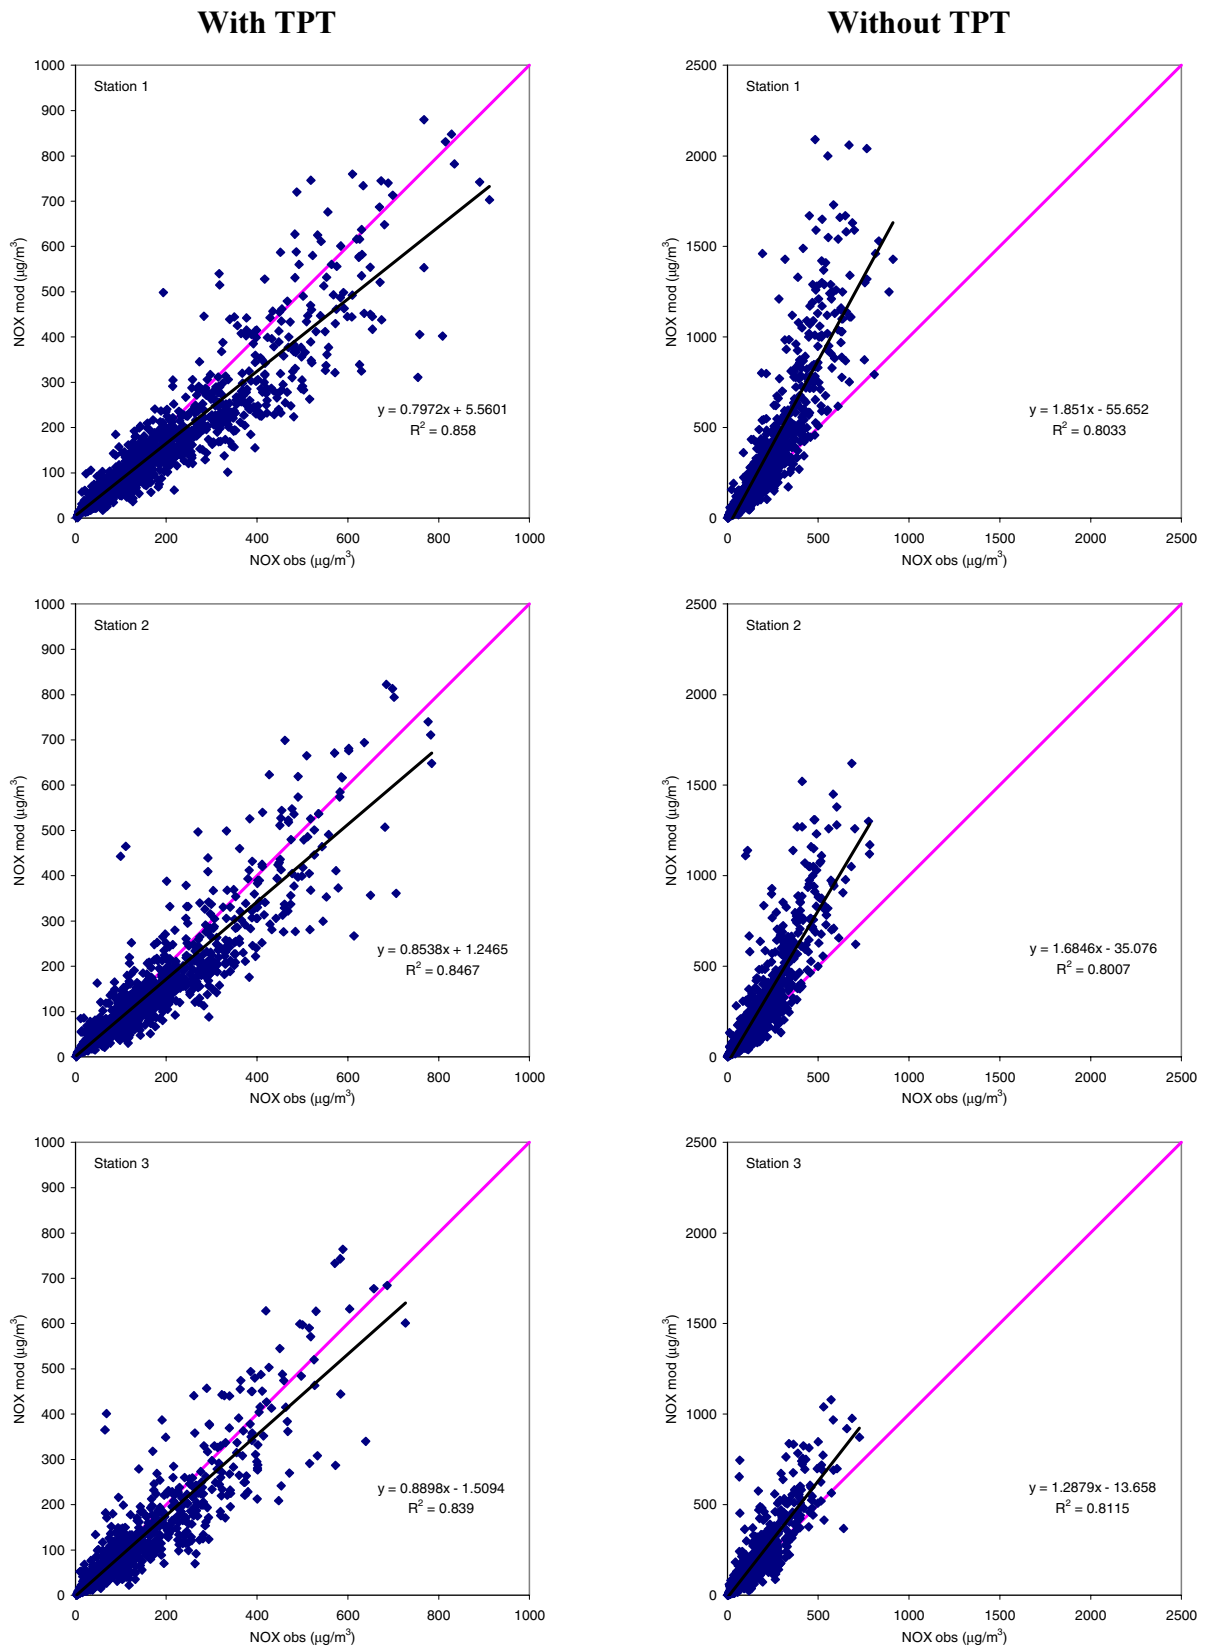 With TPT
Without TPT
Station 1
1000
900
800
700
600
500
400
300
200
100
0
NOX mod (µg/m³)
y = 0.7972x + 5.5601
R² = 0.858
0 200 400 600 800 1000
NOX obs (µg/m³)
Station 1
2500
2000
1500
1000
500
0
NOX mod (µg/m³)
y = 1.851x - 55.652
R² = 0.8033
0 500 1000 1500 2000 2500
NOX obs (µg/m³)
Station 2
1000
900
800
700
600
500
400
300
200
100
0
NOX mod (µg/m³)
y = 0.8538x + 1.2465
R² = 0.8467
0 200 400 600 800 1000
NOX obs (µg/m³)
Station 2
2500
2000
1500
1000
500
0
NOX mod (µg/m³)
y = 1.6846x - 35.076
R² = 0.8007
0 500 1000 1500 2000 2500
NOX obs (µg/m³)
Station 3
1000
900
800
700
600
500
400
300
200
100
0
NOX mod (µg/m³)
y = 0.8898x - 1.5094
R² = 0.839
0 200 400 600 800 1000
NOX obs (µg/m³)
Station 3
2500
2000
1500
1000
500
0
NOX mod (µg/m³)
y = 1.2879x - 13.658
R² = 0.8115
0 500 1000 1500 2000 2500
NOX obs (µg/m³)